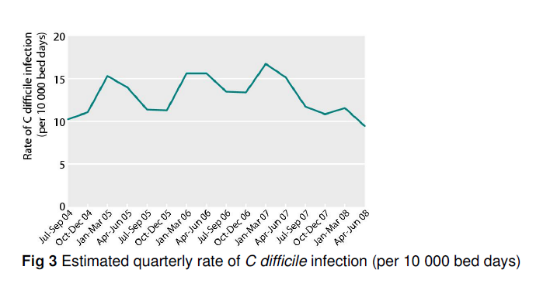 Rate of C difficile infection
(per 10 000 bed days)
20
15
10
5
0
Jul-Sep 04
Oct-Dec 04
Jan-Mar 05
Apr-Jun 05
Jul-Sep 05
Oct-Dec 05
Jan-Mar 06
Apr-Jun 06
Jul-Sep 06
Oct-Dec 06
Jan-Mar 07
Apr-Jun 07
Jul-Sep 07
Oct-Dec 07
Jan-Mar 08
Apr-Jun 08
Fig 3 Estimated quarterly rate of C difficile infection (per 10 000 bed days)